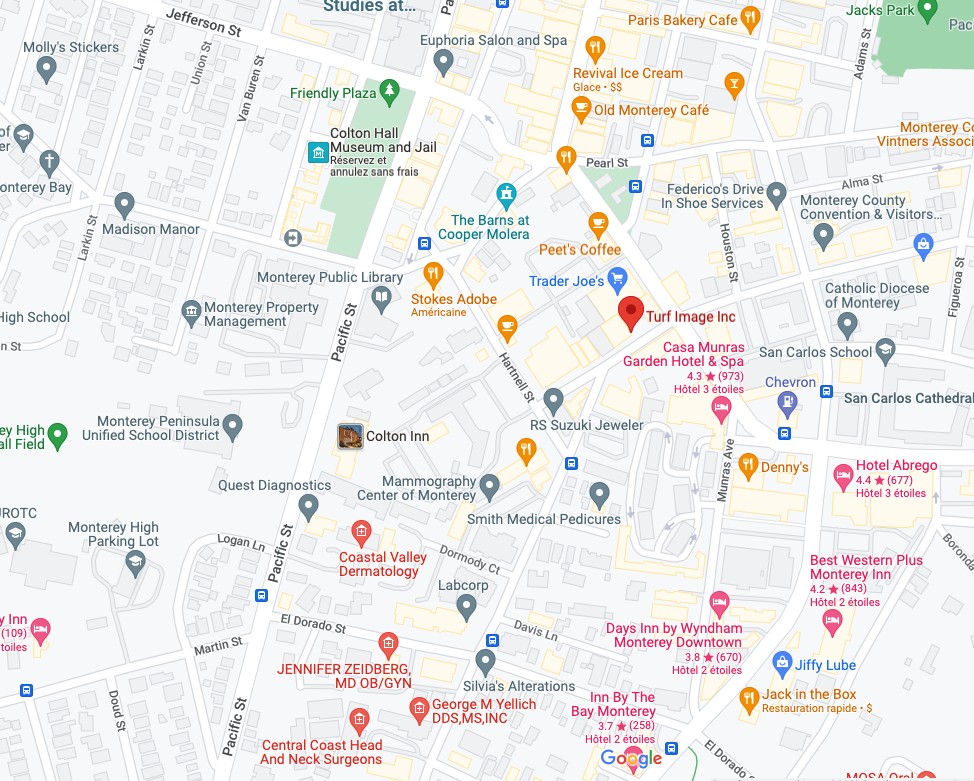 Studies at...
Jefferson St
Pa
Paris Bakery Cafe
Jacks Park
Pac
Molly's Stickers
Larkin St
Union St
Van Buren St
Euphoria Salon and Spa
Adams St
Revival Ice Cream
Glace • $$
Friendly Plaza
Old Monterey Café
Colton Hall
Museum and Jail
Réservez et
annulez sans frais
Monterey Co
Vintners Associ
of
er
Pearl St
onterey Bay
Alma St
Federico's Drive
In Shoe Services
Monterey County
Convention & Visitors...
Madison Manor
Larkin St
The Barns at
Cooper Molera
Peet's Coffee
Houston St
Figueroa St
Monterey Public Library
Trader Joe's
Stokes Adobe
Américaine
Catholic Diocese
of Monterey
Monterey Property
Management
High School
Pacific St
Turf Image Inc
n St
Casa Munras
Garden Hotel & Spa
4.3 ★ (973)
Hôtel 3 étoiles
San Carlos School
Hartnell St
Chevron
San Carlos Cathedral
Monterey Peninsula
Unified School District
ey High
all Field
RS Suzuki Jeweler
Colton Inn
Munras Ave
Denny's
Hotel Abrego
4.4 ★ (677)
Hôtel 3 étoiles
Mammography
Center of Monterey
Quest Diagnostics
Smith Medical Pedicures
JROTC
Monterey High
Parking Lot
Logan Ln
Pacific St
Coastal Valley
Dermatology
Dormody Ct
Boronda
Best Western Plus
Monterey Inn
4.2 ★ (843)
Hôtel 2 étoiles
Labcorp
y Inn
(109)
toiles
El Dorado St
Davis Ln
Days Inn by Wyndham
Monterey Downtown
3.8 ★ (670)
Hôtel 2 étoiles
Martin St
JENNIFER ZEIDBERG,
MD OB/GYN
Jiffy Lube
Silvia's Alterations
Doud St
Pacific St
George M Yellich
DDS,MS,INC
Inn By The
Bay Monterey
3.7 ★ (258)
Hôtel 2 étoiles
Jack in the Box
Restauration rapide • $
Central Coast Head
And Neck Surgeons
Google
El Dorado S
MOSA Oral